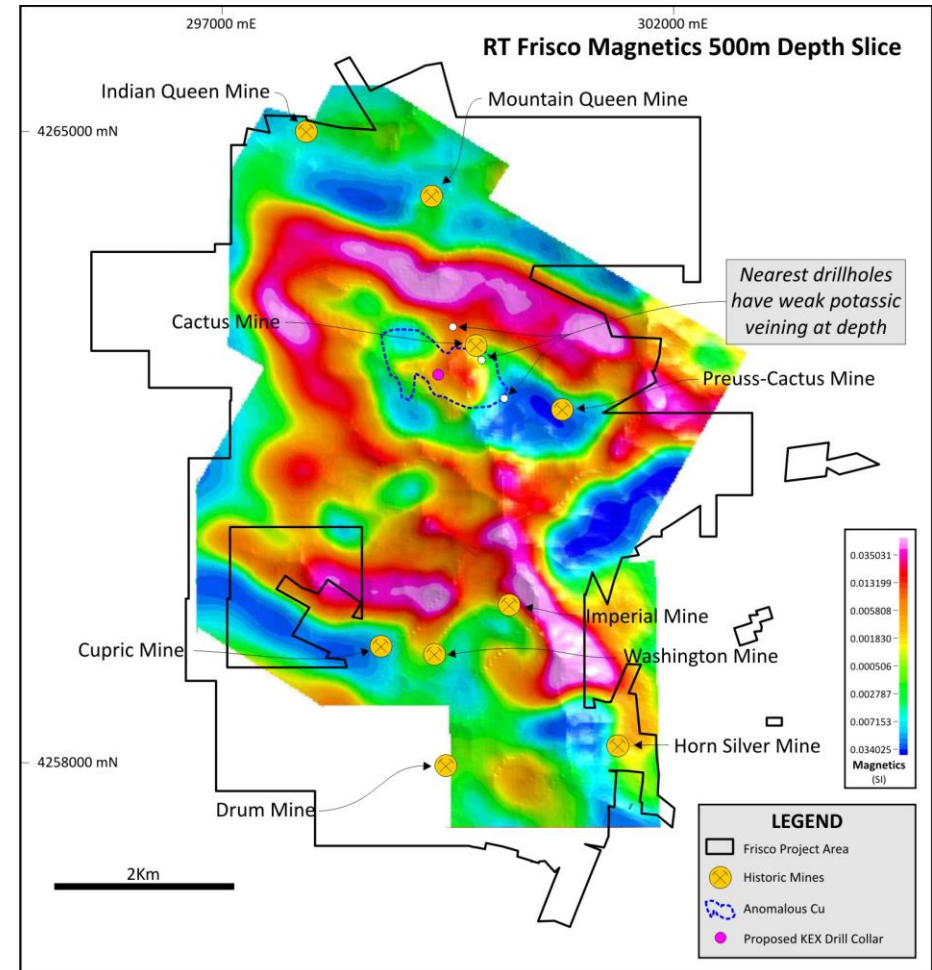 297000 mE
302000 mE
RT Frisco Magnetics 500m Depth Slice
Indian Queen Mine
Mountain Queen Mine
4265000 mN
Nearest drillholes
have weak potassic
veining at depth
Cactus Mine
Preuss-Cactus Mine
0.035031
0.013199
0.005808
0.001830
0.000506
0.002787
0.007153
0.034025
Magnetics
(SI)
Imperial Mine
Cupric Mine
Washington Mine
Horn Silver Mine
4258000 mN
Drum Mine
2Km
LEGEND
Frisco Project Area
Historic Mines
Anomalous Cu
Proposed KEX Drill Collar